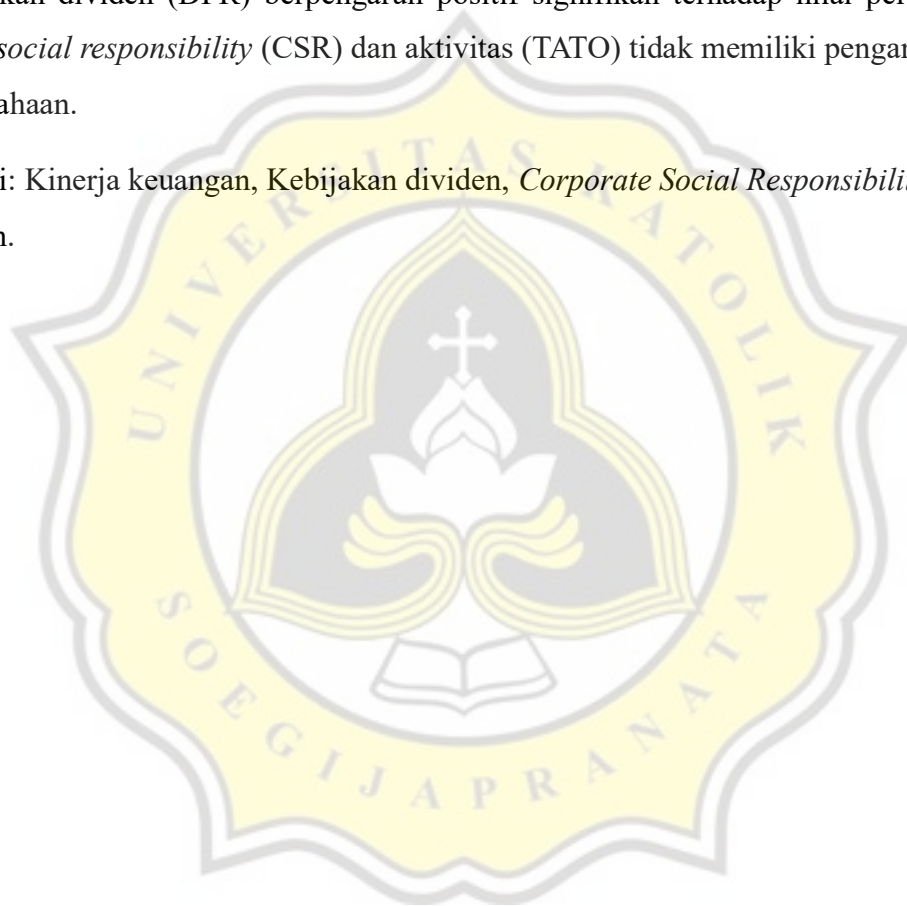 kan dividen (DPR) berpengaruh positif signifikan terhadap nilai per
social responsibility (CSR) dan aktivitas (TATO) tidak memiliki pengar
ahaan.
i: Kinerja keuangan, Kebijakan dividen, Corporate Social Responsibili
n.
UNIVERSITAS KATOLIK
SOEGIJAPRANATA